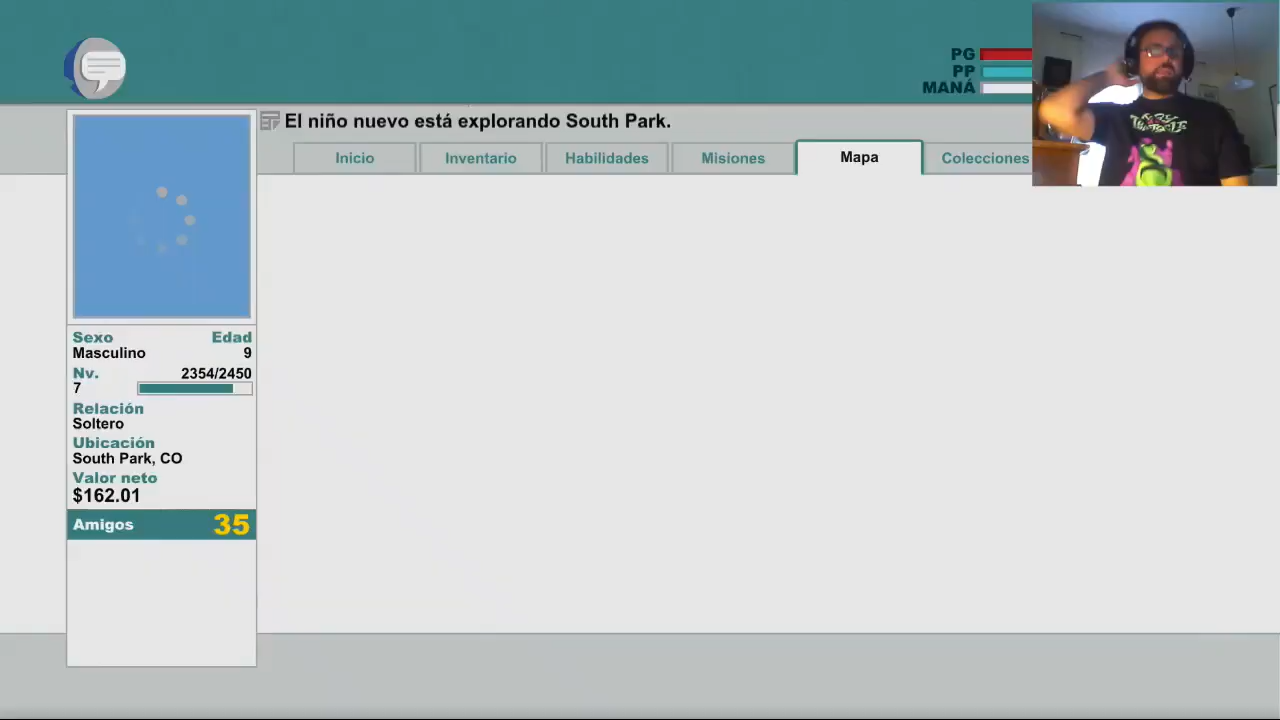 PG
PP
MANÁ
El niño nuevo está explorando South Park.
Inicio
Inventario
Habilidades
Misiones
Mapa
Colecciones
Sexo Edad
Masculino 9
Nv. 2354/2450
7
Relación
Soltero
Ubicación
South Park, CO
Valor neto
$162.01
Amigos 35